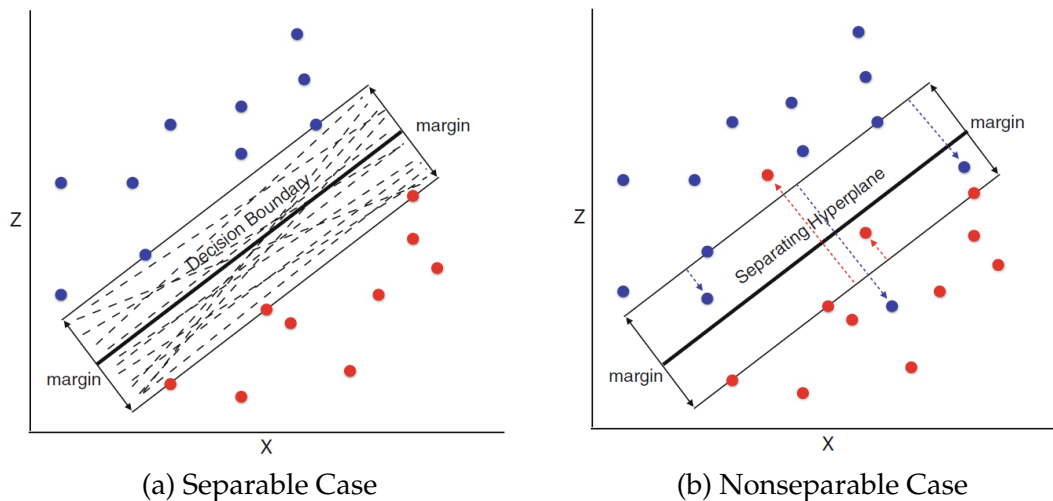 margin
Decision Boundary
Z
margin
X
(a) Separable Case
margin
Separating Hyperplane
Z
margin
X
(b) Nonseparable Case